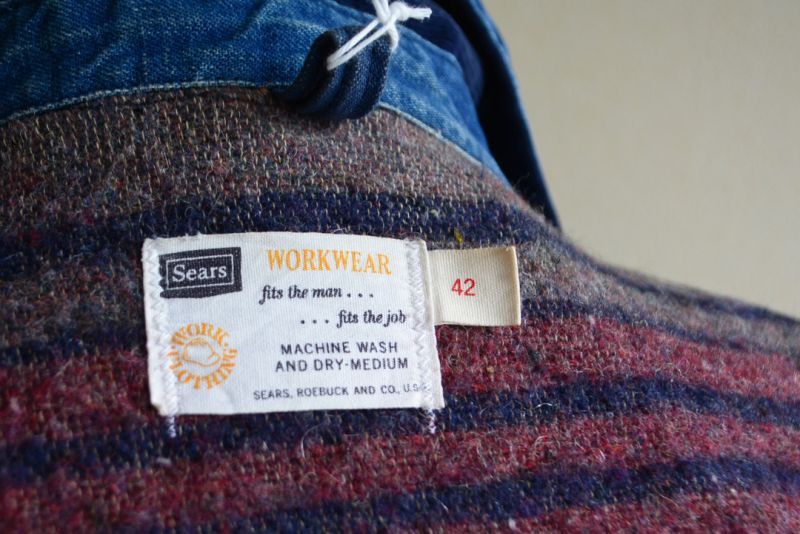 Sears
WORKWEAR
fits the man...
...fits the job
WORK·
CLOTHING
MACHINE WASH
AND DRY-MEDIUM
SEARS, ROEBUCK AND CO., U.S.A.
42